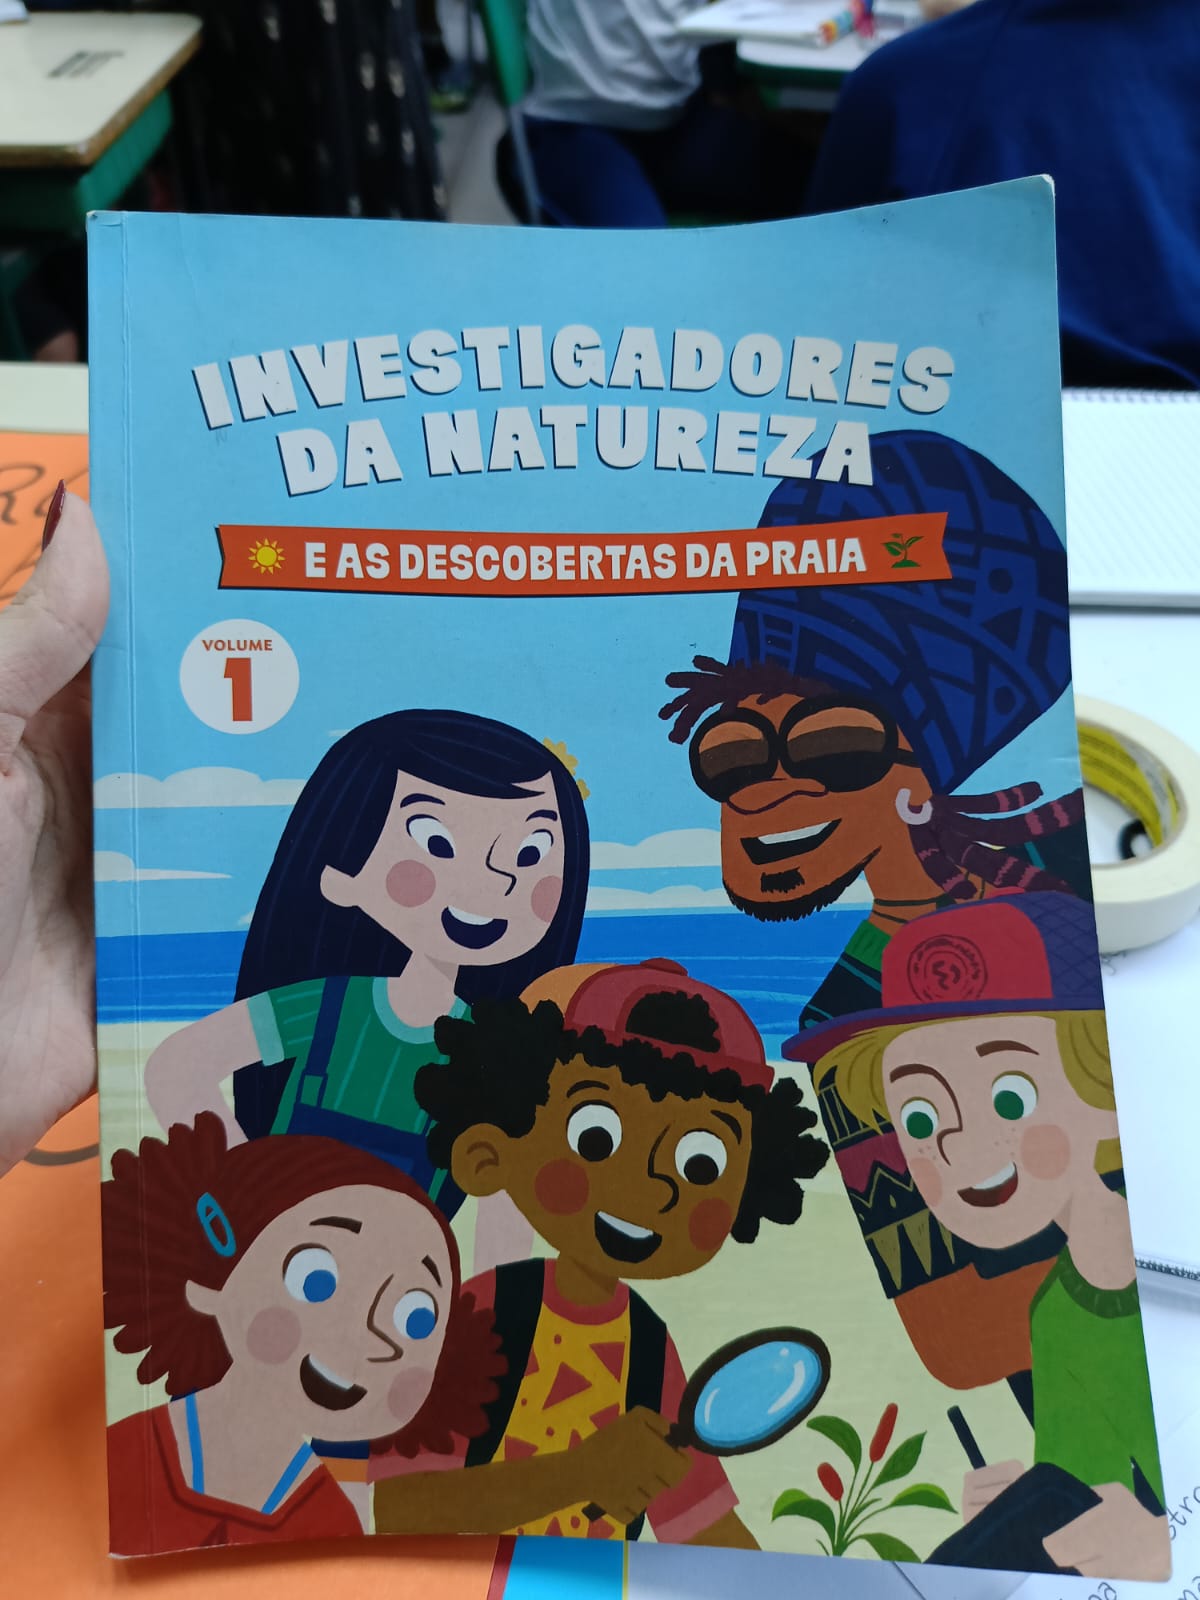 INVESTIGADORES
DA NATUREZA
E AS DESCOBERTAS DA PRAIA
VOLUME
1